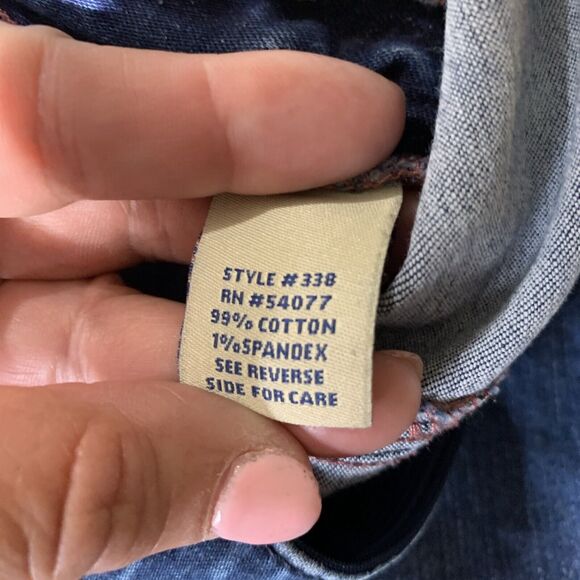 STYLE #338
RN #54077
99% COTTON
1%SPANDEX
SEE REVERSE
SIDE FOR CARE